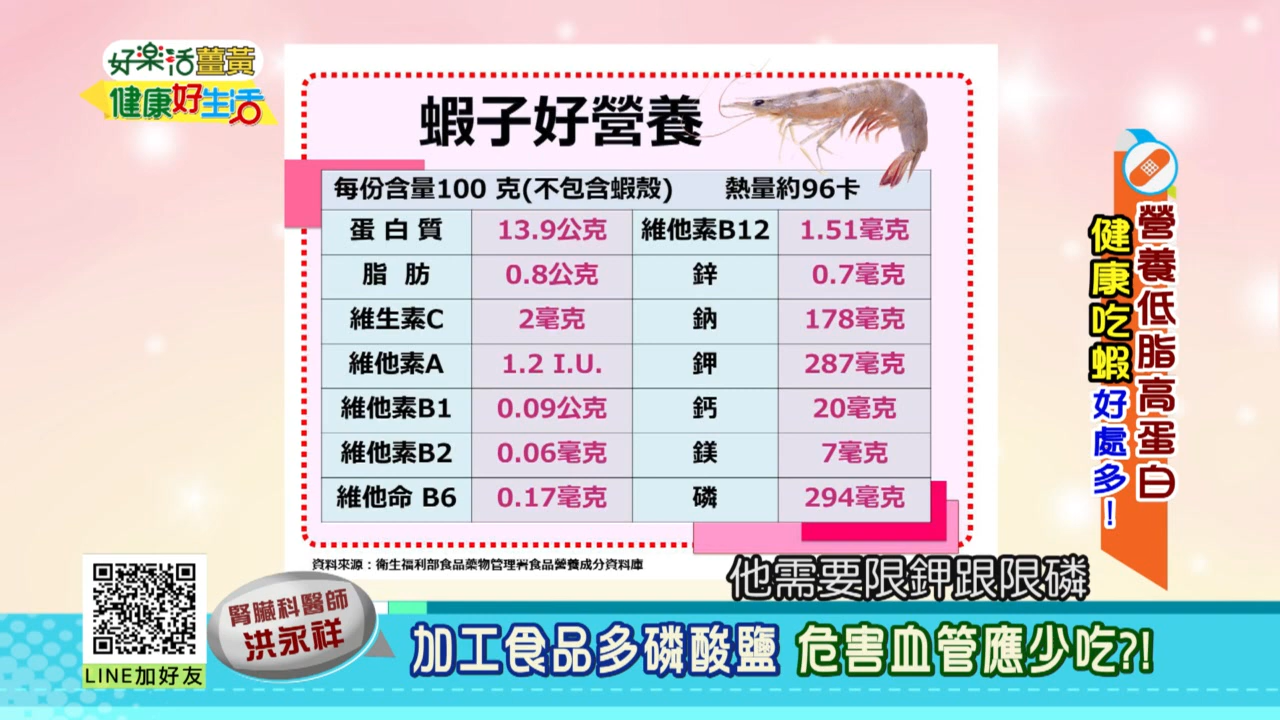 好樂活薑黃
健康好生活
蝦子好營養
每份含量100 克(不包含蝦殼) 熱量約96卡
蛋白質 13.9公克 維他素B12 1.51毫克
脂 肪 0.8公克 鋅 0.7毫克
維生素C 2毫克 鈉 178毫克
維他素A 1.2 I.U. 鉀 287毫克
維他素B1 0.09公克 鈣 20毫克
維他素B2 0.06毫克 鎂 7毫克
維他命 B6 0.17毫克 磷 294毫克
資料來源：衛生福利部食品藥物管理署食品營養成分資料庫
營養低脂高蛋白
健康吃蝦好處多！
他需要限鉀跟限磷
腎臟科醫師
洪永祥
加工食品多磷酸鹽 危害血管應少吃?!
LINE加好友